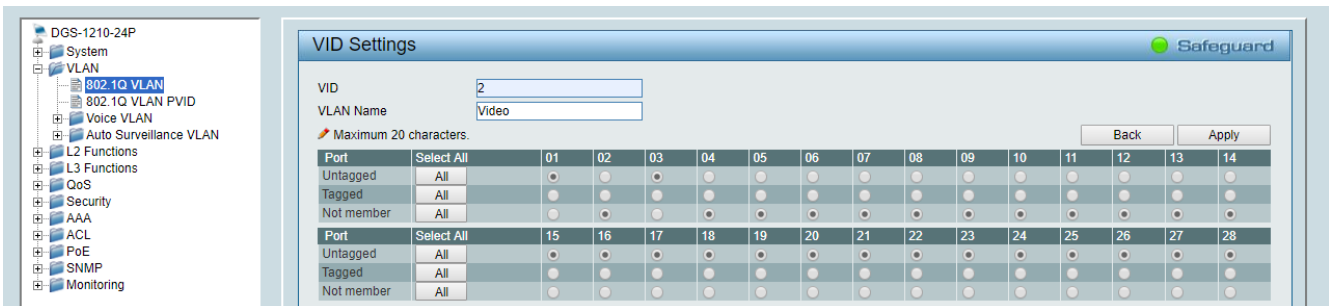 DGS-1210-24P
System
VLAN
802.1Q VLAN
802.1Q VLAN PVID
Voice VLAN
Auto Surveillance VLAN
L2 Functions
L3 Functions
QoS
Security
AAA
ACL
PoE
SNMP
Monitoring
VID Settings Safeguard
VID 2
VLAN Name Video
Maximum 20 characters. Back Apply
Port Select All 01 02 03 04 05 06 07 08 09 10 11 12 13 14
Untagged All
Tagged All
Not member All
Port Select All 15 16 17 18 19 20 21 22 23 24 25 26 27 28
Untagged All
Tagged All
Not member All